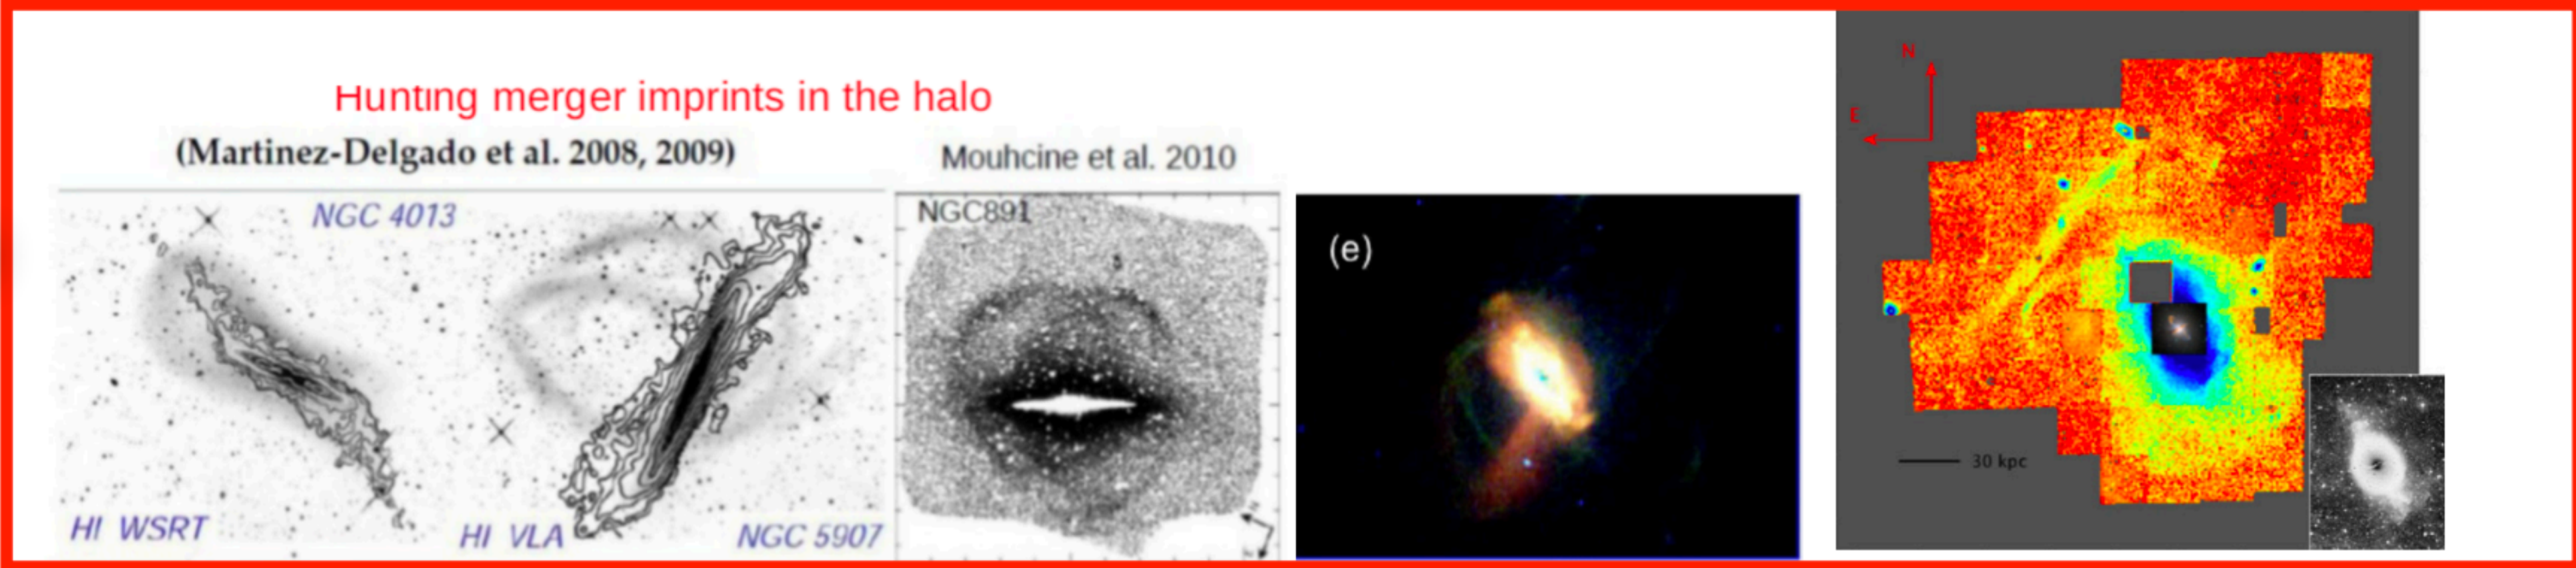 Hunting merger imprints in the halo
(Martinez-Delgado et al. 2008, 2009)
Mouhcine et al. 2010
NGC 4013
HI WSRT
HI VLA
NGC 5907
NGC891
(e)
N
E
30 kpc